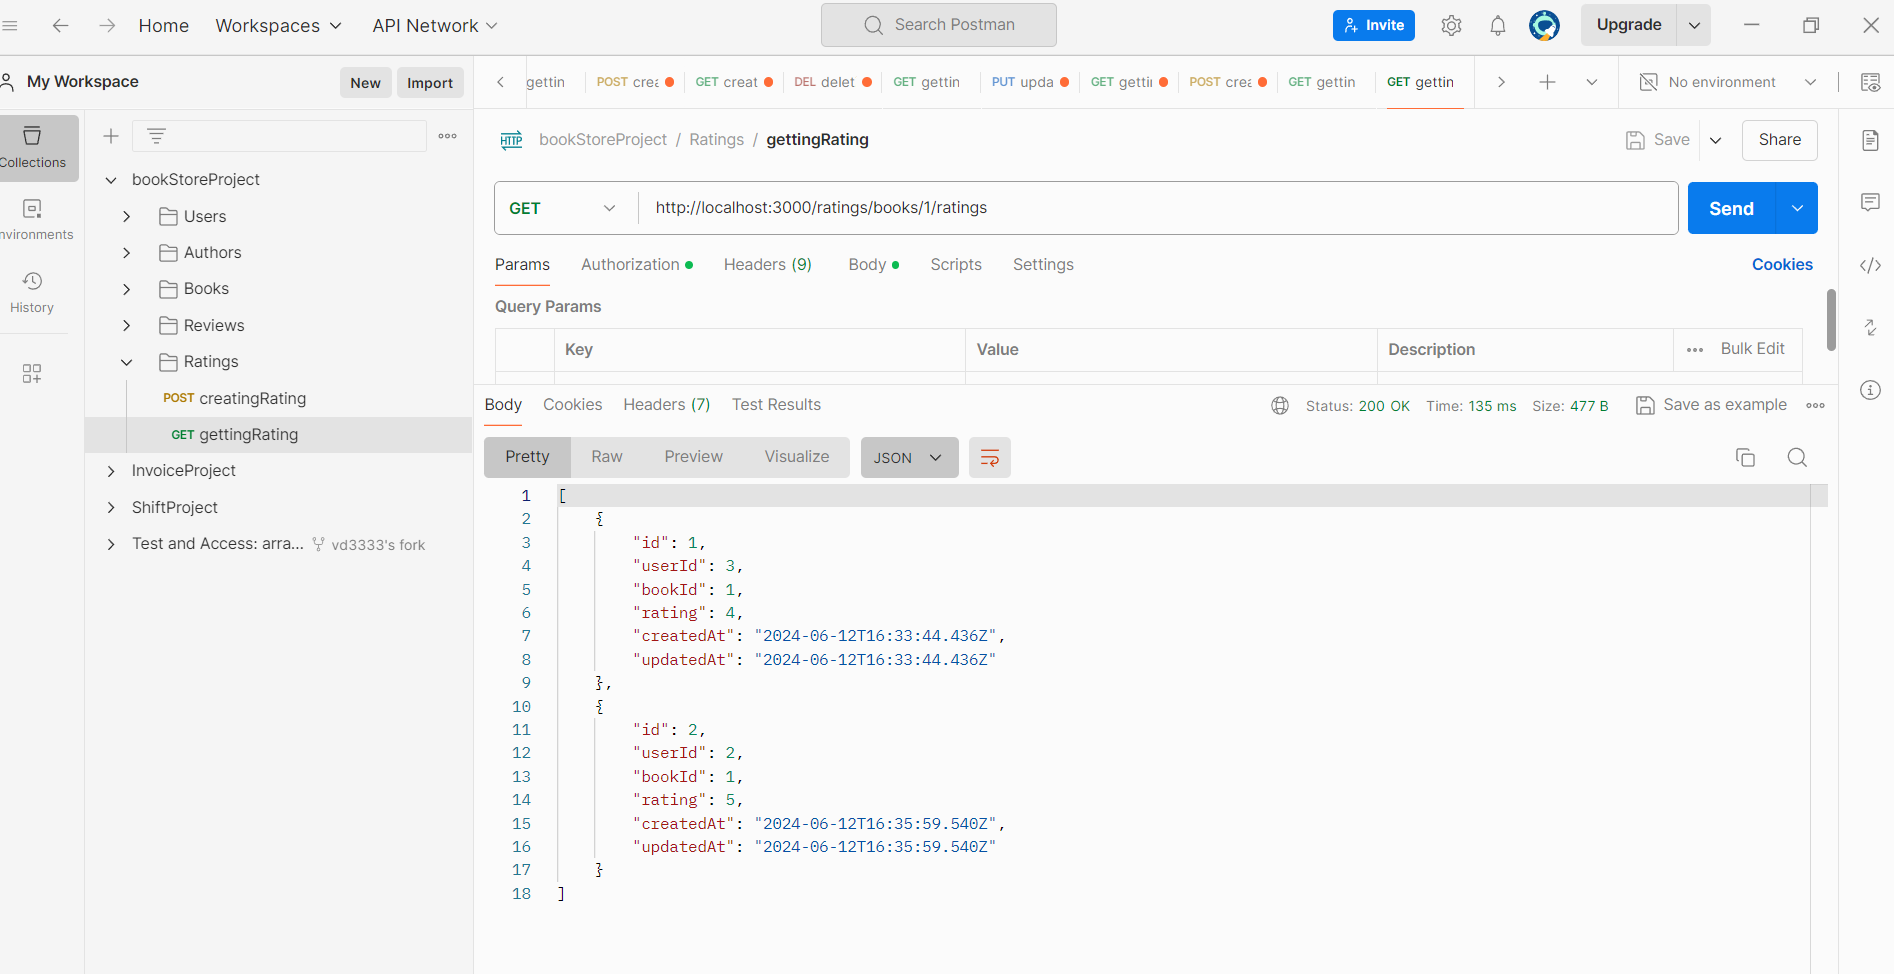 Home Workspaces API Network Search Postman Invite Upgrade
My Workspace New Import
gettin POST crea GET creat DEL delet GET gettin PUT upda GET gettin POST crea GET gettin GET gettin No environment
Collections
nvironments
History
bookStoreProject
Users
Authors
Books
Reviews
Ratings
POST creatingRating
GET gettingRating
InvoiceProject
ShiftProject
Test and Access: arra... vd3333's fork
HTTP bookStoreProject / Ratings / gettingRating Save Share
GET http://localhost:3000/ratings/books/1/ratings Send
Params Authorization Headers (9) Body Scripts Settings Cookies
Query Params
Key Value Description Bulk Edit
Body Cookies Headers (7) Test Results Status: 200 OK Time: 135 ms Size: 477 B Save as example
Pretty Raw Preview Visualize JSON
1 [
2 {
3 "id": 1,
4 "userId": 3,
5 "bookId": 1,
6 "rating": 4,
7 "createdAt": "2024-06-12T16:33:44.436Z",
8 "updatedAt": "2024-06-12T16:33:44.436Z"
9 },
10 {
11 "id": 2,
12 "userId": 2,
13 "bookId": 1,
14 "rating": 5,
15 "createdAt": "2024-06-12T16:35:59.540Z",
16 "updatedAt": "2024-06-12T16:35:59.540Z"
17 }
18 ]